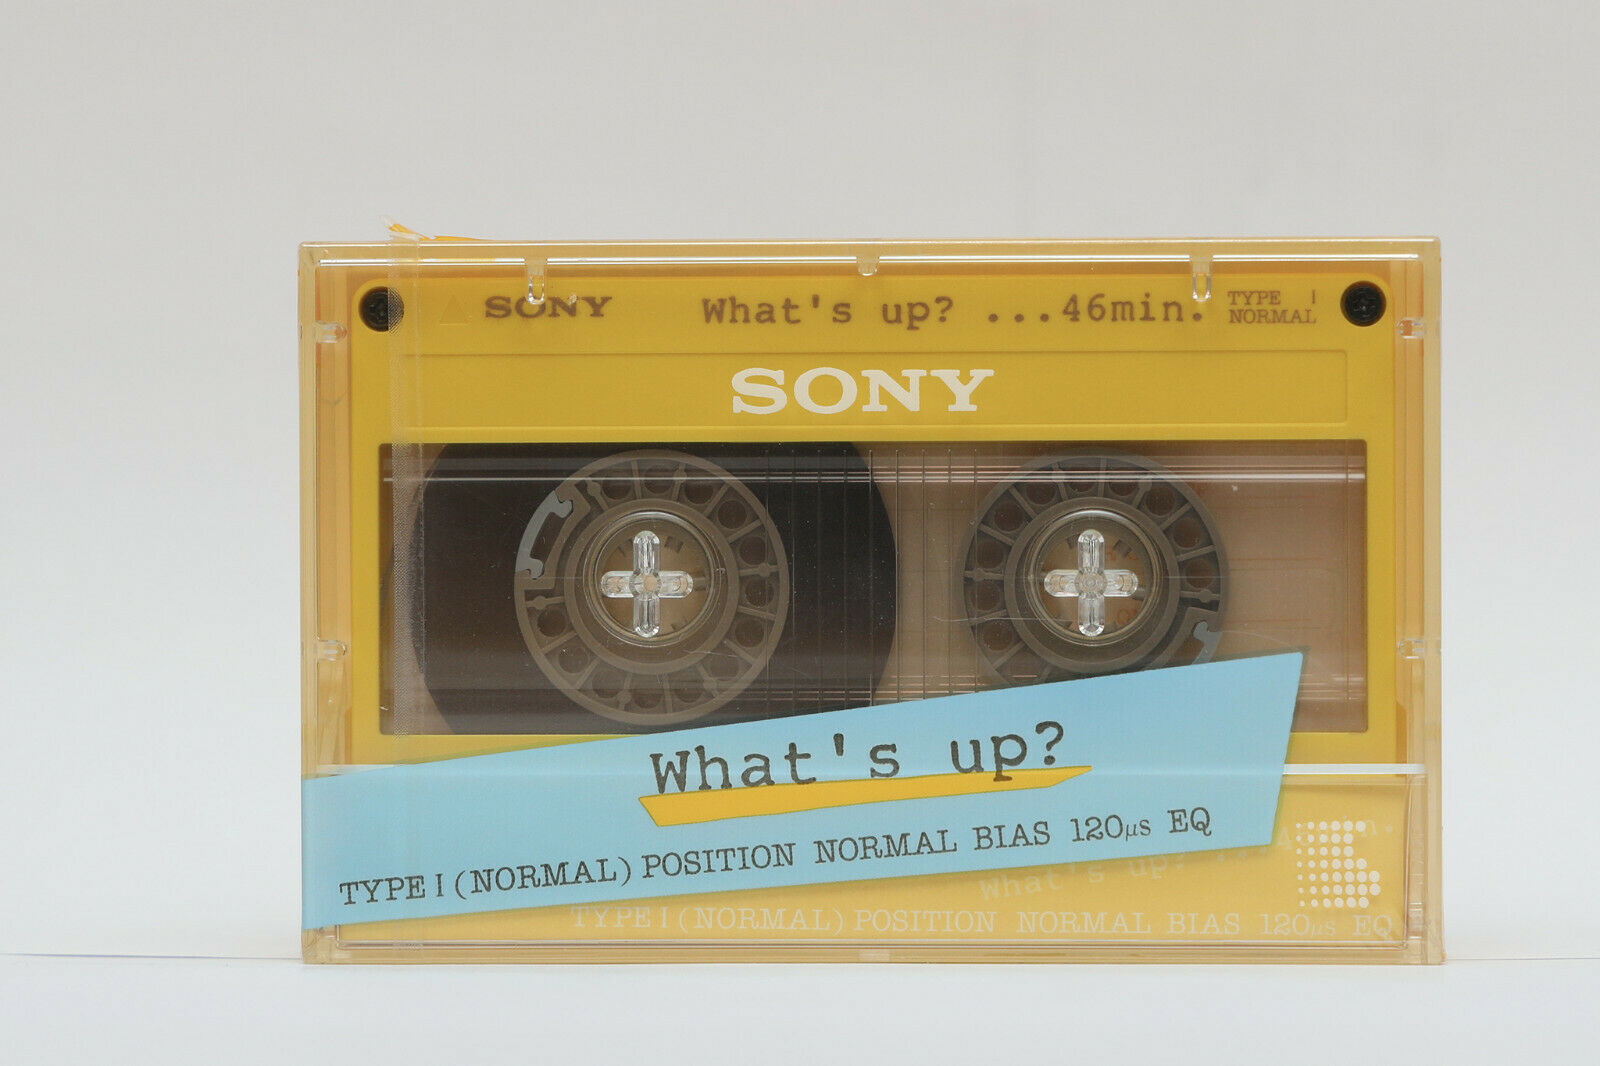 SONY What's up? ...46min. TYPE I
NORMAL
SONY
What's up?
TYPE I (NORMAL) POSITION NORMAL BIAS 120µs EQ
What's up?
TYPE I (NORMAL) POSITION NORMAL BIAS 120µs EQ